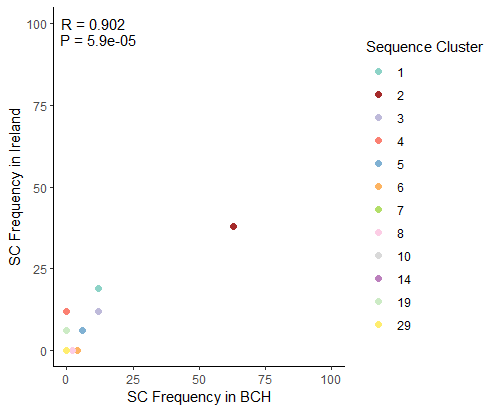 R = 0.902
P = 5.9e-05
100
75
50
25
0
SC Frequency in Ireland
0 25 50 75 100
SC Frequency in BCH
Sequence Cluster
1
2
3
4
5
6
7
8
10
14
19
29